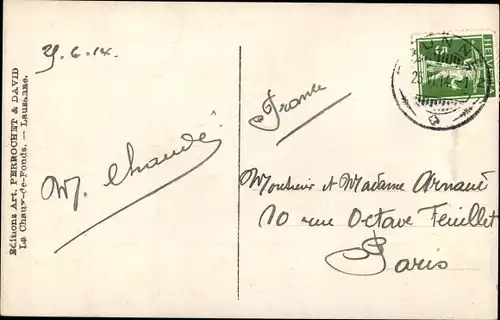 Editions Art. PERROCHET & DAVID
La Chaux-de-Fonds. — Lausanne.
25.6.14.
M. Chaudé
HELVETIA
France
Monsieur et Madame Arnaud
10 rue Octave Feuillet
Paris